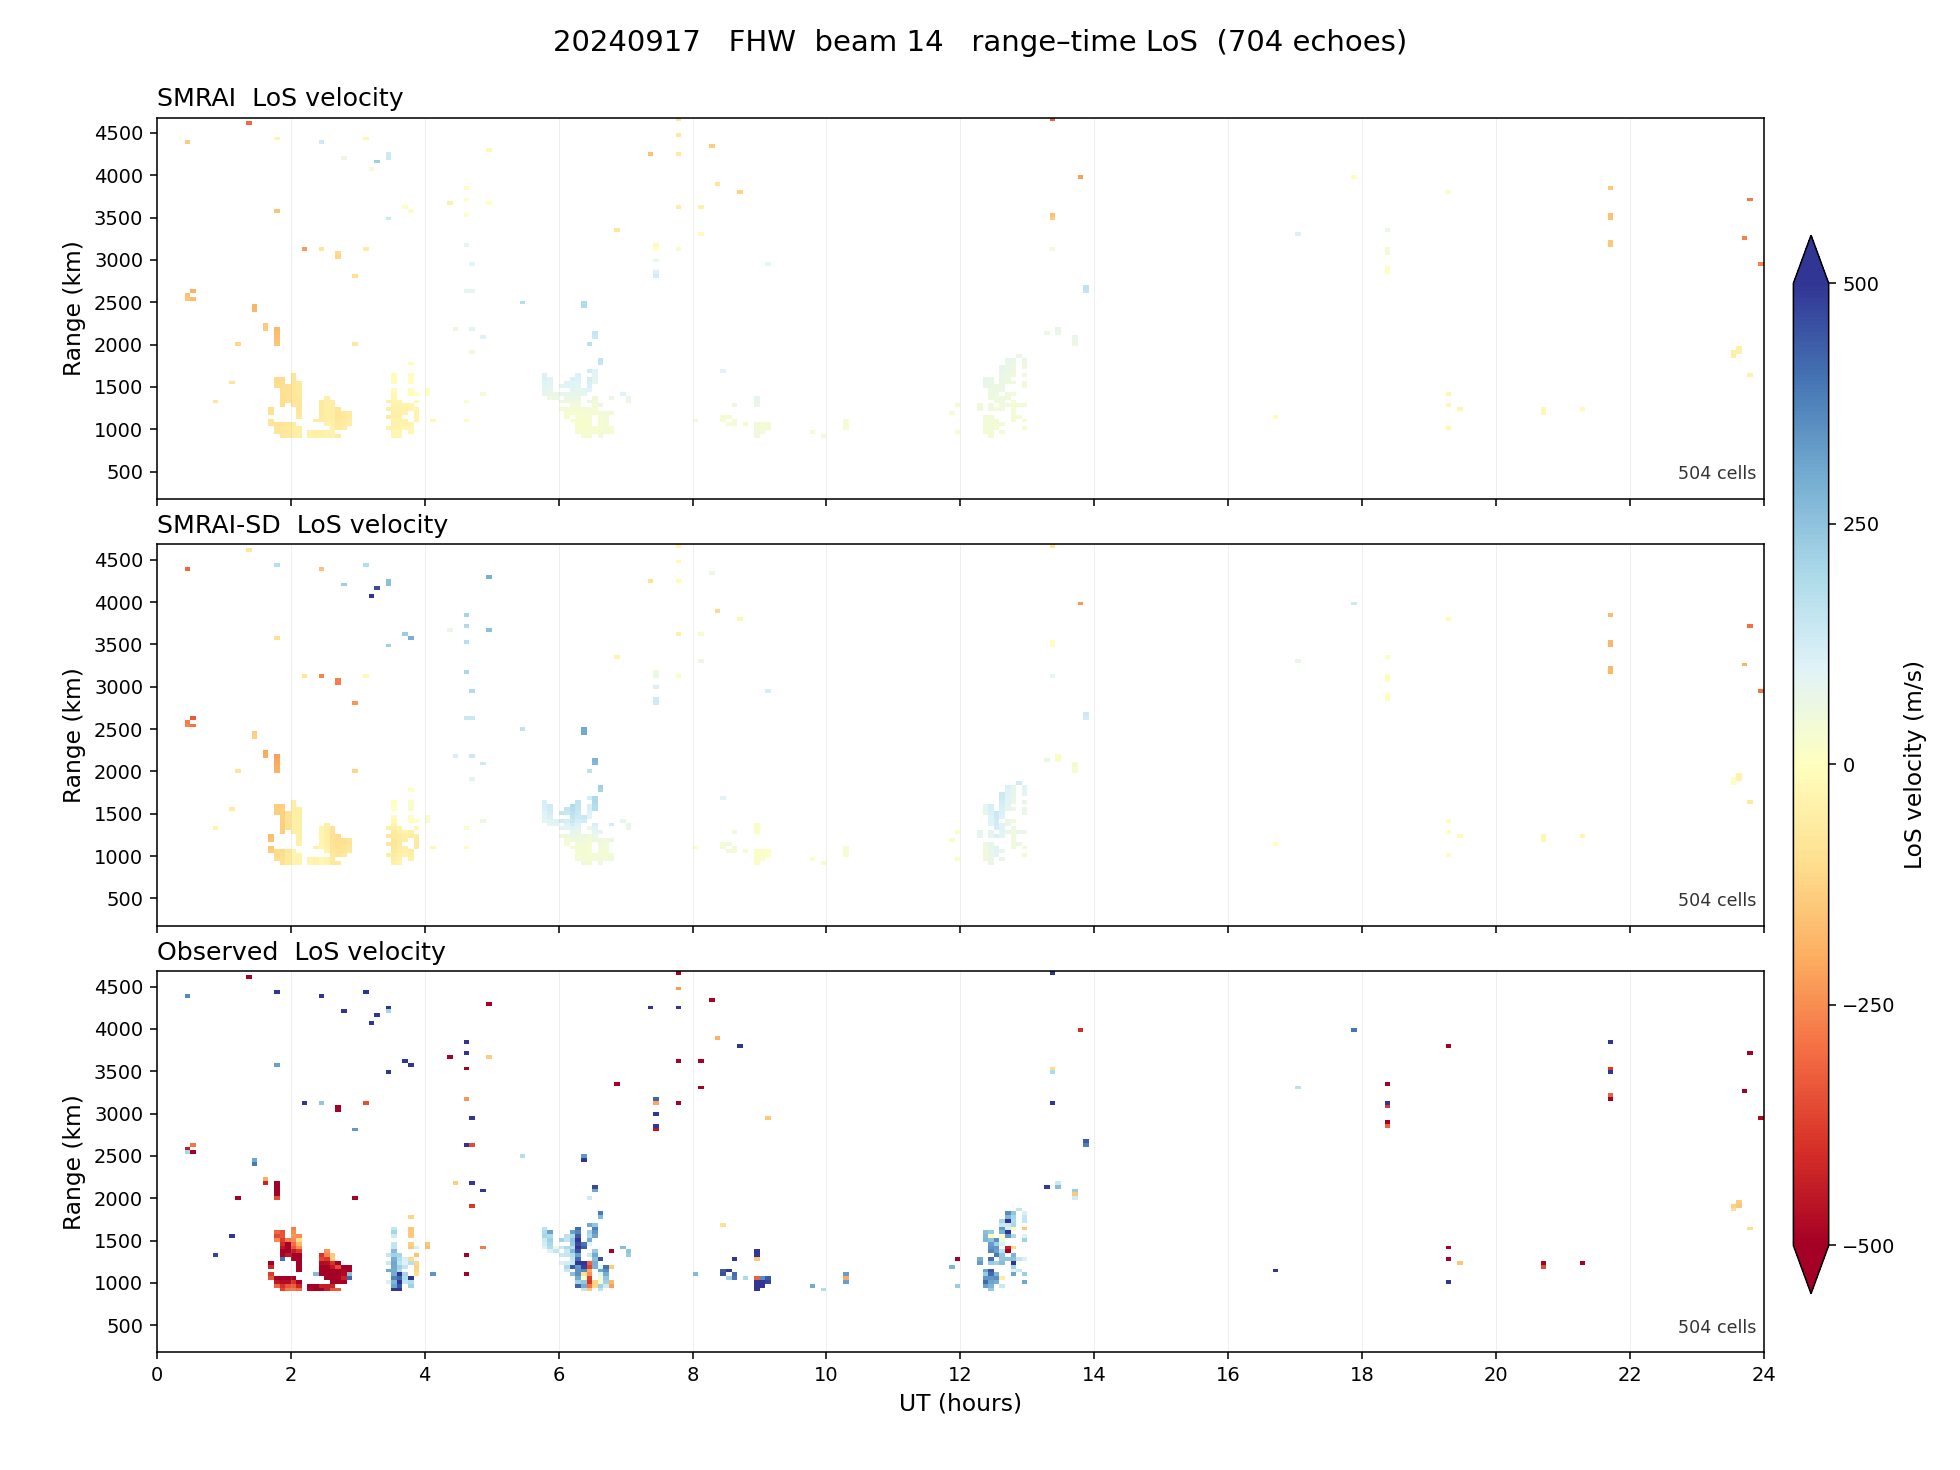 20240917 FHW beam 14 range–time LoS (704 echoes)
SMRAI LoS velocity
4500
4000
3500
3000
2500
2000
1500
1000
500
Range (km)
504 cells
SMRAI-SD LoS velocity
4500
4000
3500
3000
2500
2000
1500
1000
500
Range (km)
504 cells
Observed LoS velocity
4500
4000
3500
3000
2500
2000
1500
1000
500
Range (km)
504 cells
0 2 4 6 8 10 12 14 16 18 20 22 24
UT (hours)
500
250
0
−250
−500
LoS velocity (m/s)